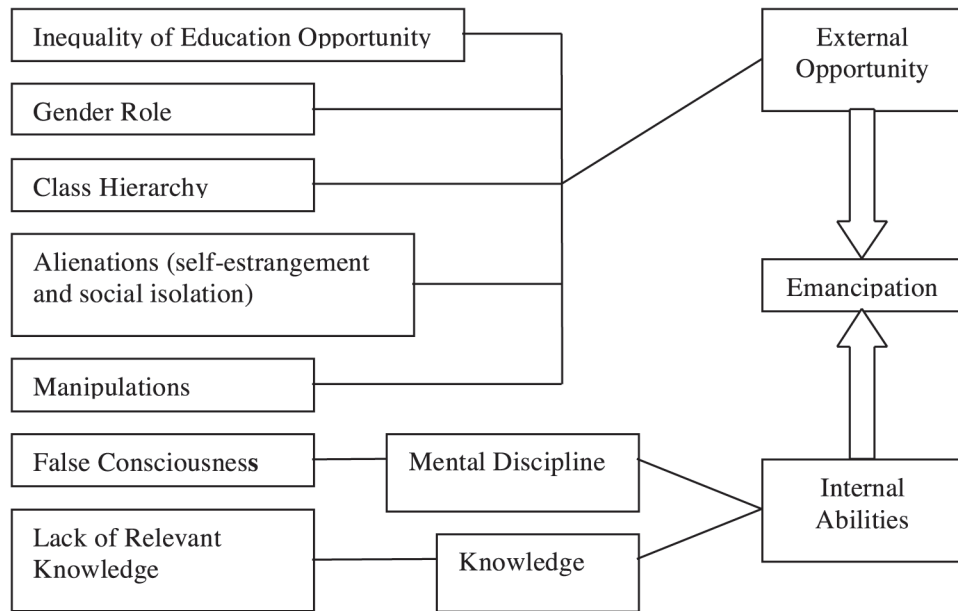 Inequality of Education Opportunity
Gender Role
Class Hierarchy
Alienations (self-estrangement
and social isolation)
Manipulations
False Consciousness
Lack of Relevant
Knowledge
Mental Discipline
Knowledge
External
Opportunity
Emancipation
Internal
Abilities